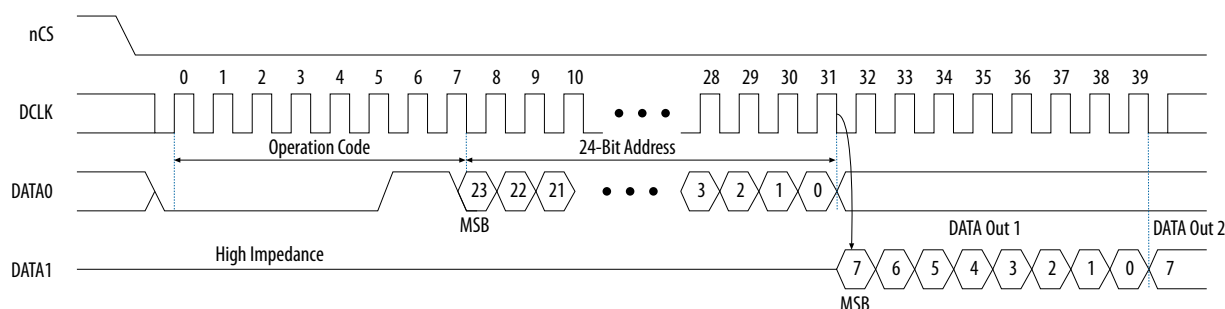 nCS
0 1 2 3 4 5 6 7 8 9 10 28 29 30 31 32 33 34 35 36 37 38 39
DCLK
Operation Code 24-Bit Address
DATA0 23 22 21 3 2 1 0
MSB
DATA Out 1 DATA Out 2
High Impedance
DATA1 7 6 5 4 3 2 1 0 7
MSB